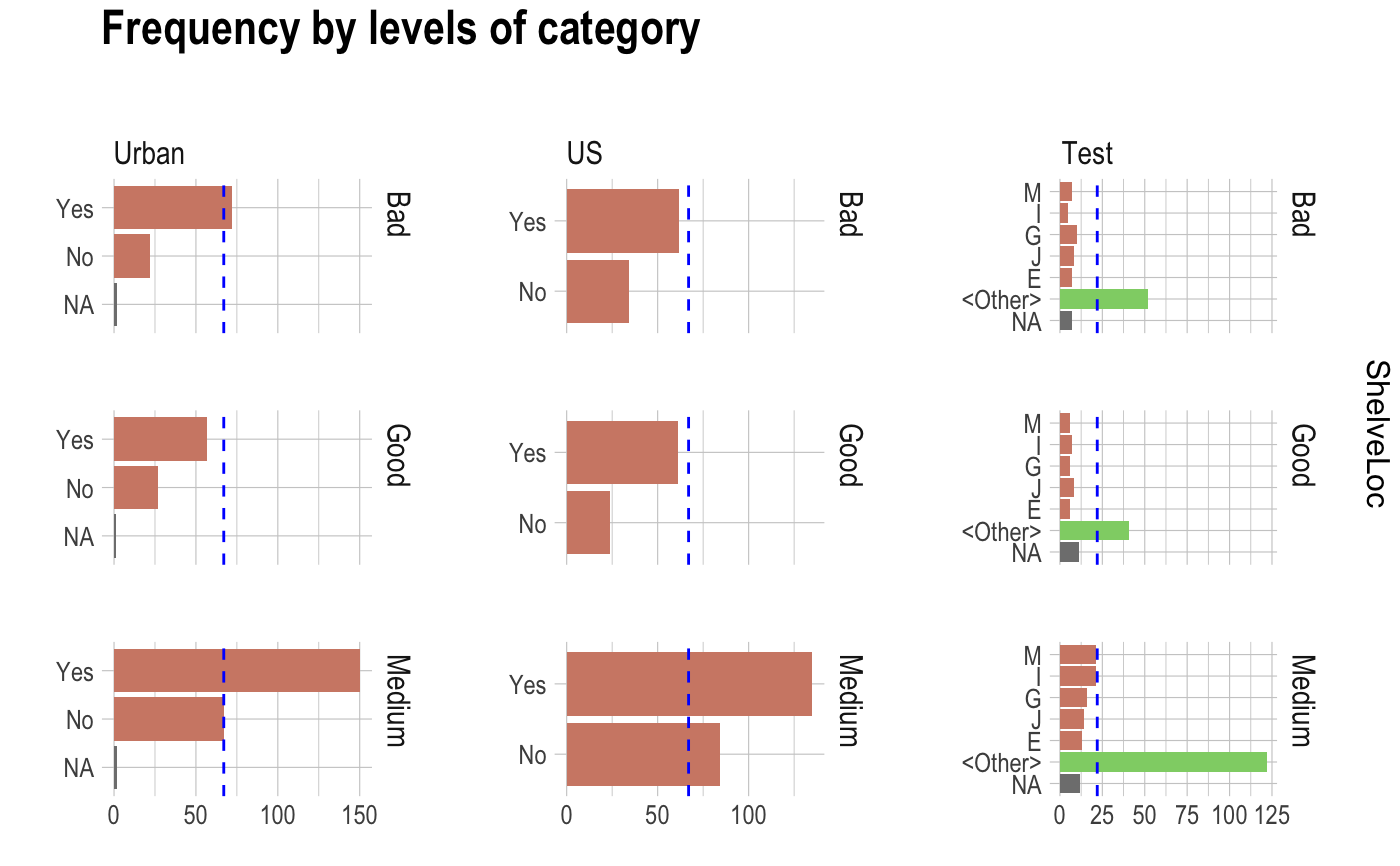 Frequency by levels of category
Urban
Yes
No
NA
Bad
Yes
No
NA
Good
Yes
No
NA
Medium
0 50 100 150
US
Yes
No
Bad
Yes
No
Good
Yes
No
Medium
0 50 100
Test
M
I
G
J
E
<Other>
NA
Bad
M
I
G
J
E
<Other>
NA
Good
M
I
G
J
E
<Other>
NA
Medium
0 25 50 75 100 125
ShelveLoc